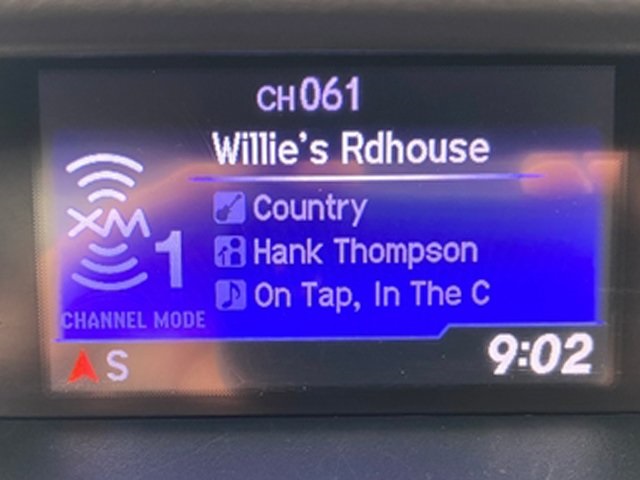 CH061
Willie's Rdhouse
Country
XM
1
Hank Thompson
On Tap, In The C
CHANNEL MODE
S
9:02